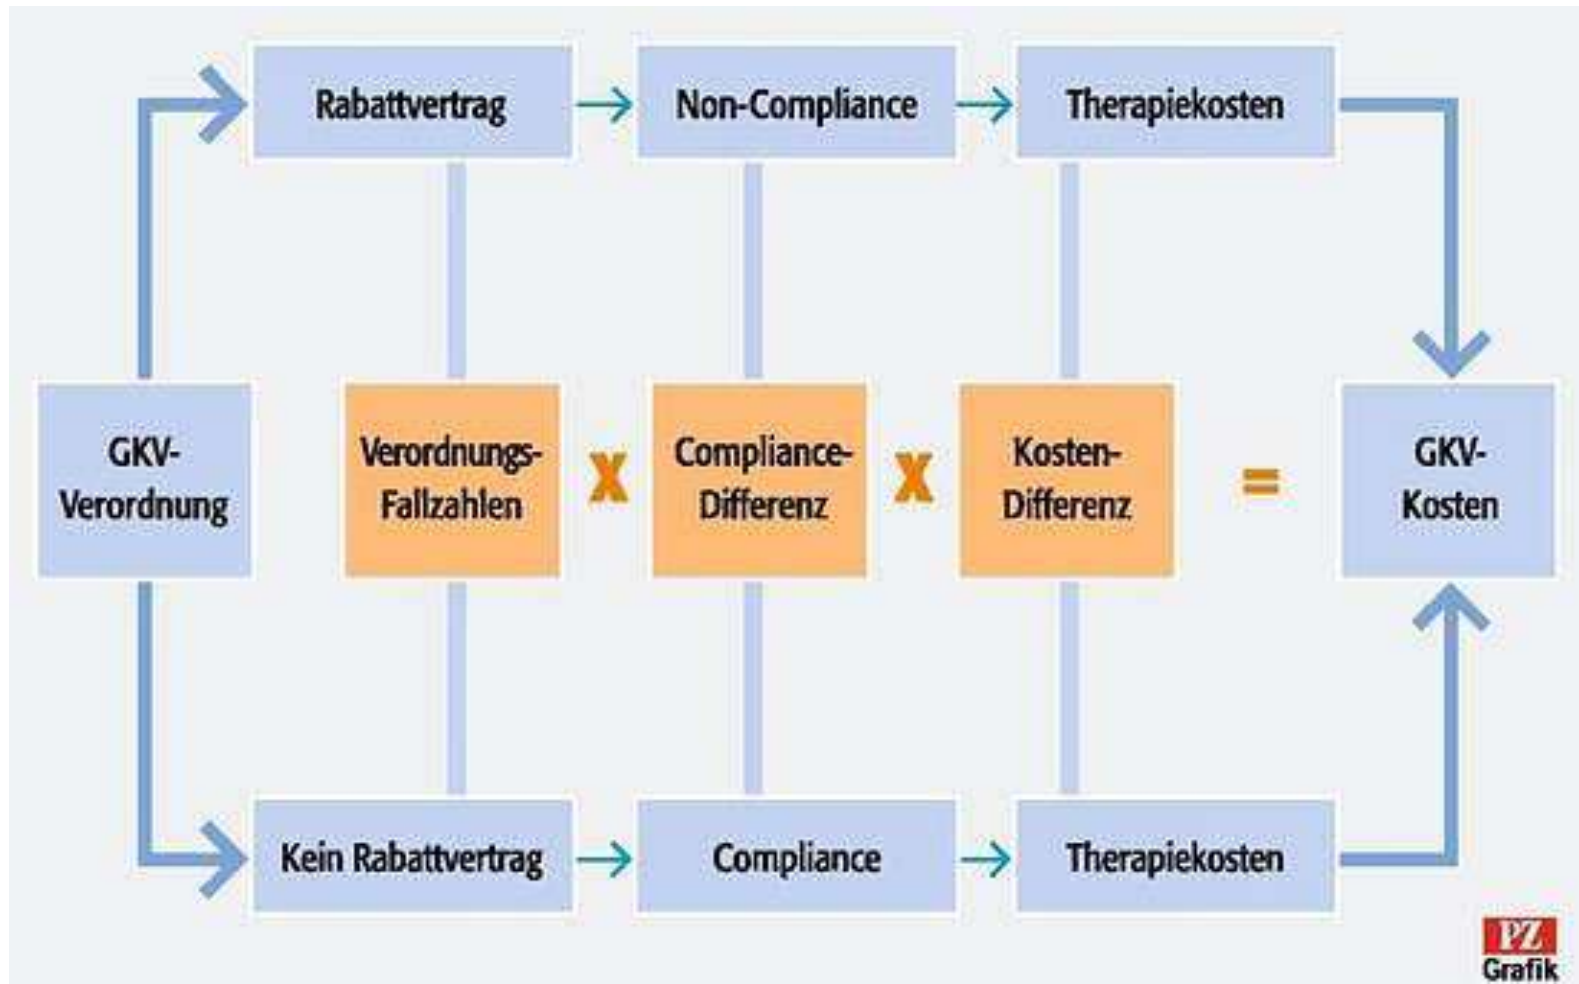 Rabattvertrag
Non-Compliance
Therapiekosten
GKV-
Verordnung
Verordnungs-
Fallzahlen
X
Compliance-
Differenz
X
Kosten-
Differenz
=
GKV-
Kosten
Kein Rabattvertrag
Compliance
Therapiekosten
PZ
Grafik